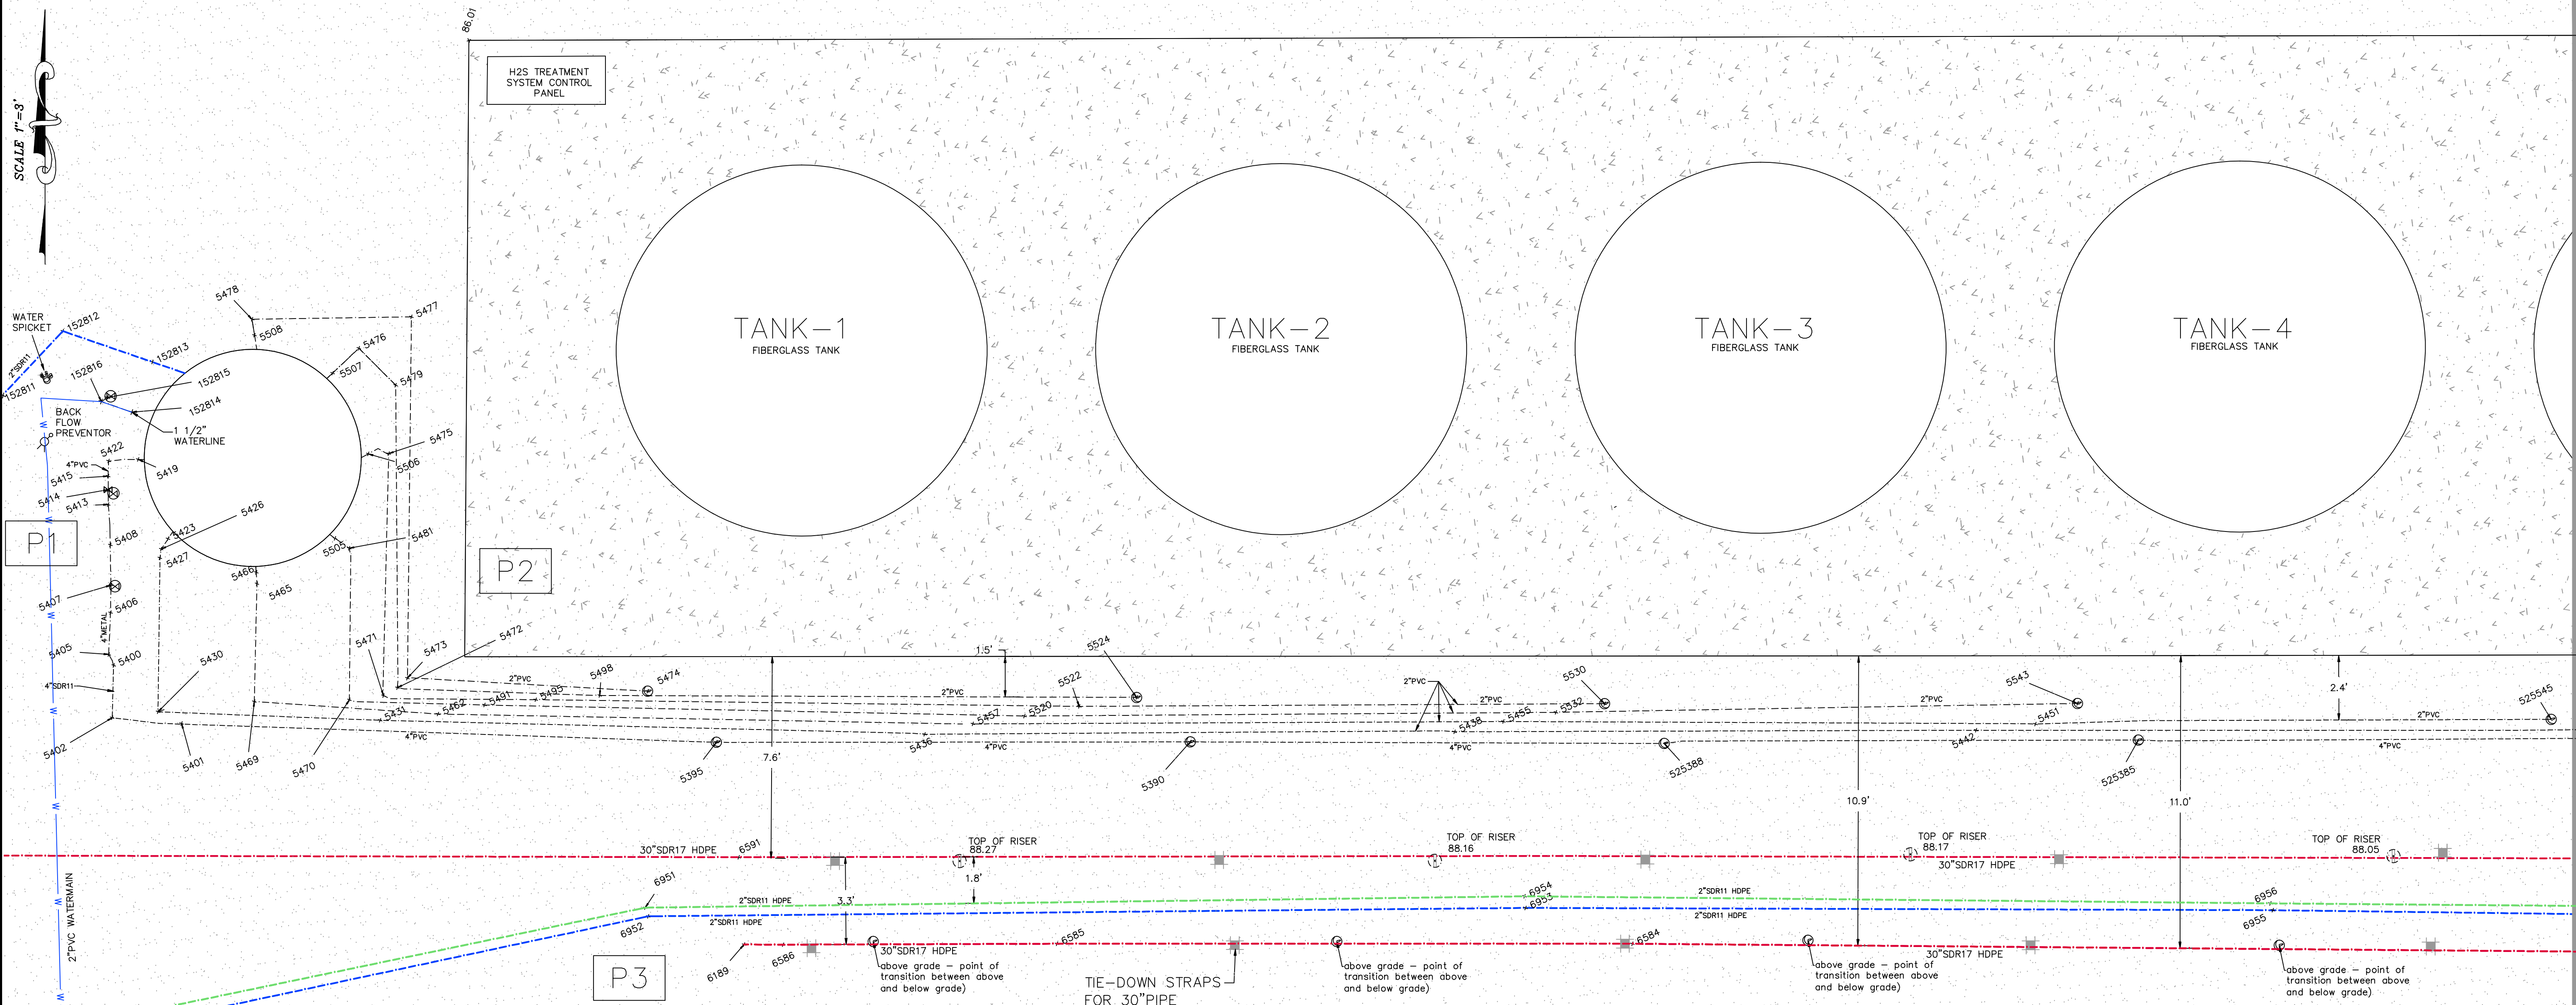 86.01
SCALE 1"=3'
H2S TREATMENT
SYSTEM CONTROL
PANEL
TANK-1
FIBERGLASS TANK
TANK-2
FIBERGLASS TANK
TANK-3
FIBERGLASS TANK
TANK-4
FIBERGLASS TANK
5478
5477
5508
5476
5507
5479
WATER
SPICKET
152812
152813
2"SDR11
152811
152816
152815
152814
BACK
FLOW
PREVENTOR
1 1/2"
WATERLINE
W
5422
4"PVC
5415
5419
5414
5413
5475
5506
5426
5423
5408
5427
5505
5481
P1
W
P2
5466
5465
5407
5406
W
4"METAL
5405
5400
5430
5471
5472
5473
4"SDR11
5402
5401
5469
5470
W
2"PVC
5498
5474
5431
5462
5491
5495
4"PVC
5395
1.5'
2"PVC
5522
5524
5457
5520
5436
4"PVC
5390
7.6'
2"PVC
2"PVC
5530
5438
5455
5532
4"PVC
525388
5543
5451
5442
525385
2.4'
2"PVC
525545
4"PVC
10.9'
11.0'
W
30"SDR17 HDPE
6591
TOP OF RISER
88.27
TOP OF RISER
88.16
TOP OF RISER
88.17
30"SDR17 HDPE
TOP OF RISER
88.05
2"PVC WATERMAIN
W
W
6951
6952
2"SDR11 HDPE
2"SDR11 HDPE
3.3'
1.8'
6954
6953
2"SDR11 HDPE
2"SDR11 HDPE
6956
6955
6189
6586
30"SDR17 HDPE
6585
6584
30"SDR17 HDPE
P3
above grade - point of
transition between above
and below grade)
TIE-DOWN STRAPS
FOR 30"PIPE
above grade - point of
transition between above
and below grade)
above grade - point of
transition between above
and below grade)
above grade - point of
transition between above
and below grade)